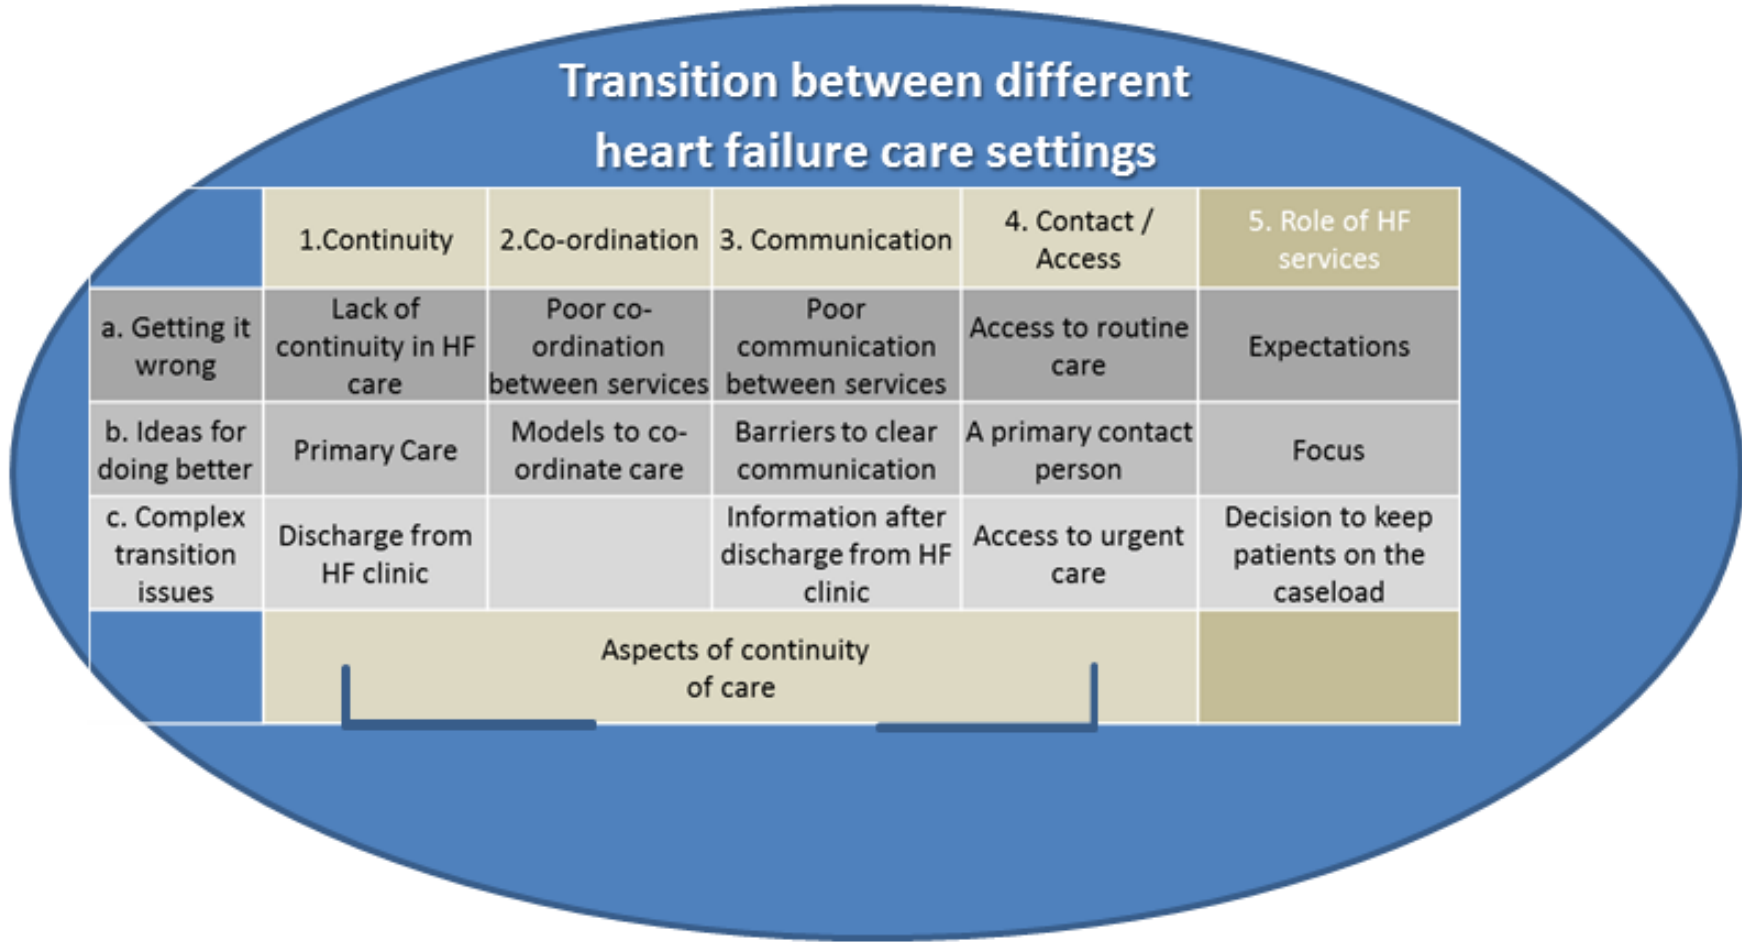 Transition between different
heart failure care settings
1.Continuity
2.Co-ordination
3. Communication
4. Contact /
Access
5. Role of HF
services
a. Getting it
wrong
Lack of
continuity in HF
care
Poor co-
ordination
between services
Poor
communication
between services
Access to routine
care
Expectations
b. Ideas for
doing better
Primary Care
Models to co-
ordinate care
Barriers to clear
communication
A primary contact
person
Focus
c. Complex
transition
issues
Discharge from
HF clinic
Information after
discharge from HF
clinic
Access to urgent
care
Decision to keep
patients on the
caseload
Aspects of continuity
of care